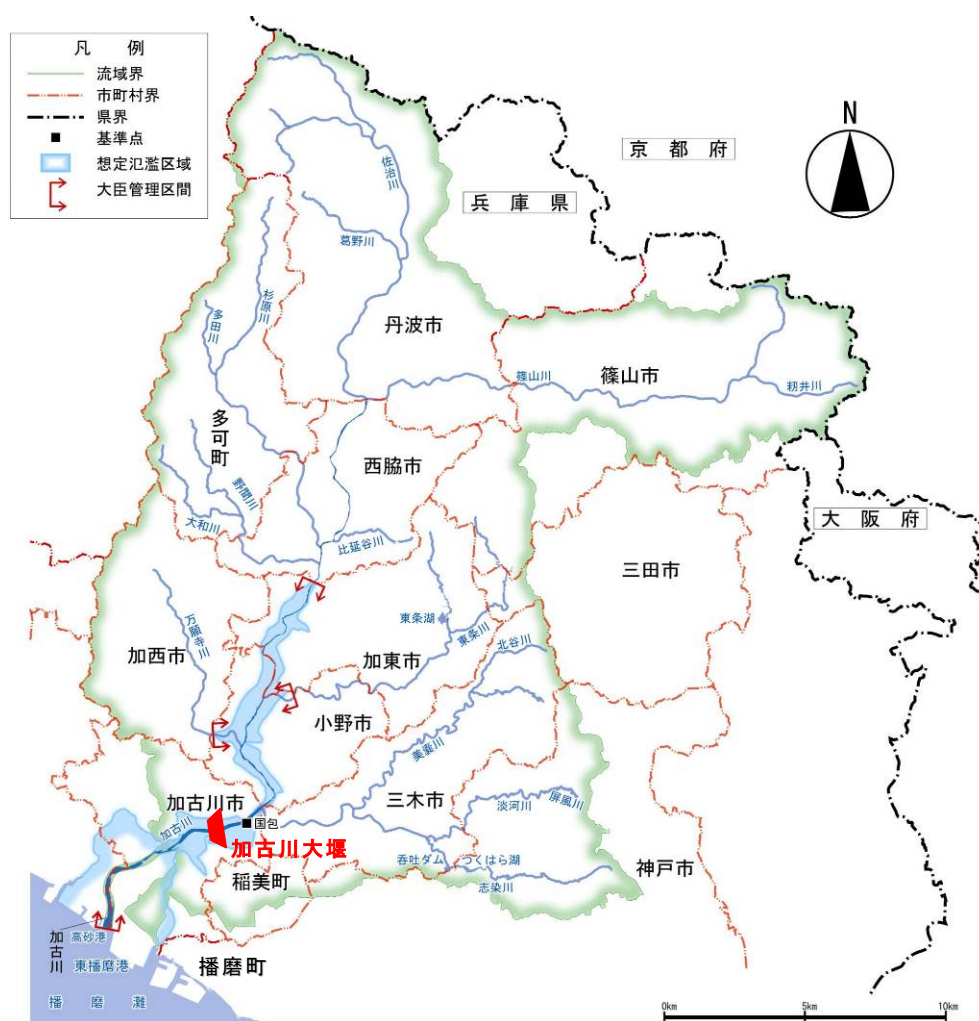 凡 例
流域界
市町村界
県界
基準点
想定氾濫区域
大臣管理区間
N
京都府
兵庫県
佐治川
葛野川
杉原川
多田川
丹波市
篠山川
篠山市
籾井川
多可町
西脇市
野間川
大和川
比延谷川
大阪府
三田市
万願寺川
東条湖
東条川
北谷川
加西市
加東市
小野市
美嚢川
三木市
淡河川
屏風川
加古川市
加古川
国包
加古川大堰
呑吐ダム
つくはら湖
神戸市
稲美町
志染川
加古川
高砂港
東播磨港
播磨町
播磨灘
0km
5km
10km